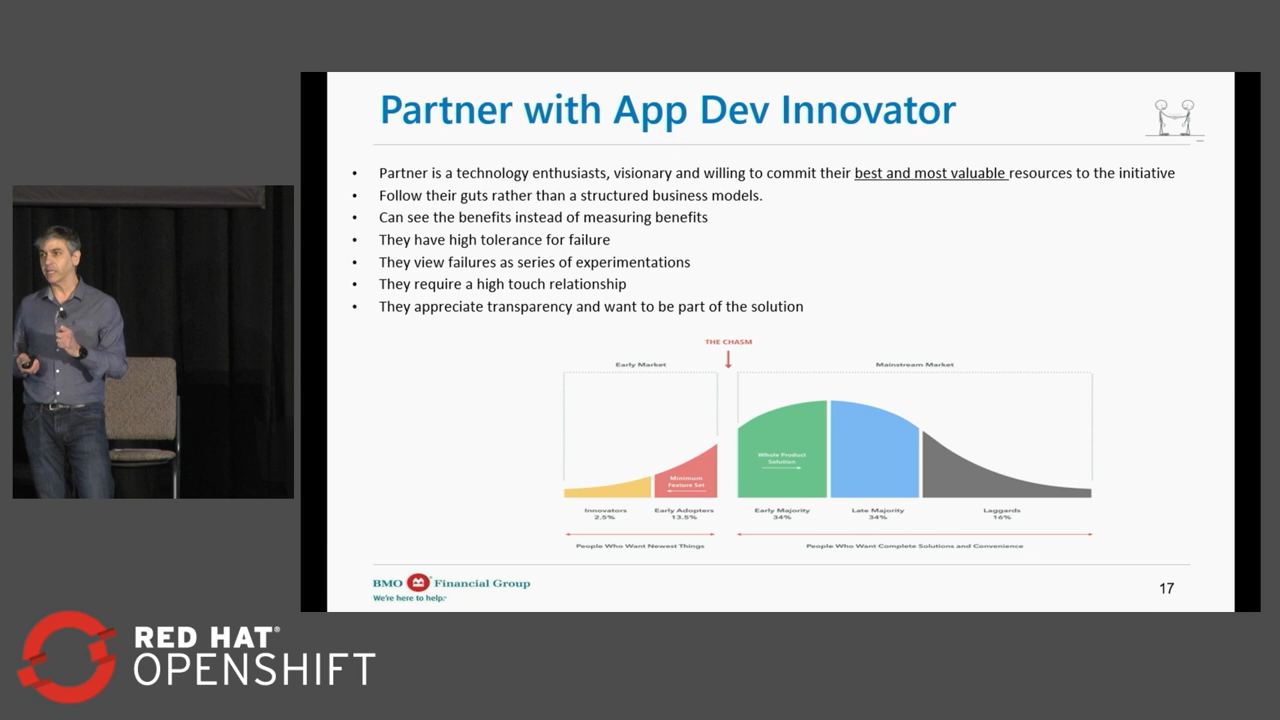 Partner with App Dev Innovator
• Partner is a technology enthusiasts, visionary and willing to commit their best and most valuable resources to the initiative
• Follow their guts rather than a structured business models.
• Can see the benefits instead of measuring benefits
• They have high tolerance for failure
• They view failures as series of experimentations
• They require a high touch relationship
• They appreciate transparency and want to be part of the solution
THE CHASM
Early Market
Mainstream Market
Whole Product
Solution
Minimum
Feature Set
Innovators
2.5%
Early Adopters
13.5%
Early Majority
34%
Late Majority
34%
Laggards
16%
People Who Want Newest Things
People Who Want Complete Solutions and Convenience
BMO Financial Group
We're here to help.
17
RED HAT®
OPENSHIFT